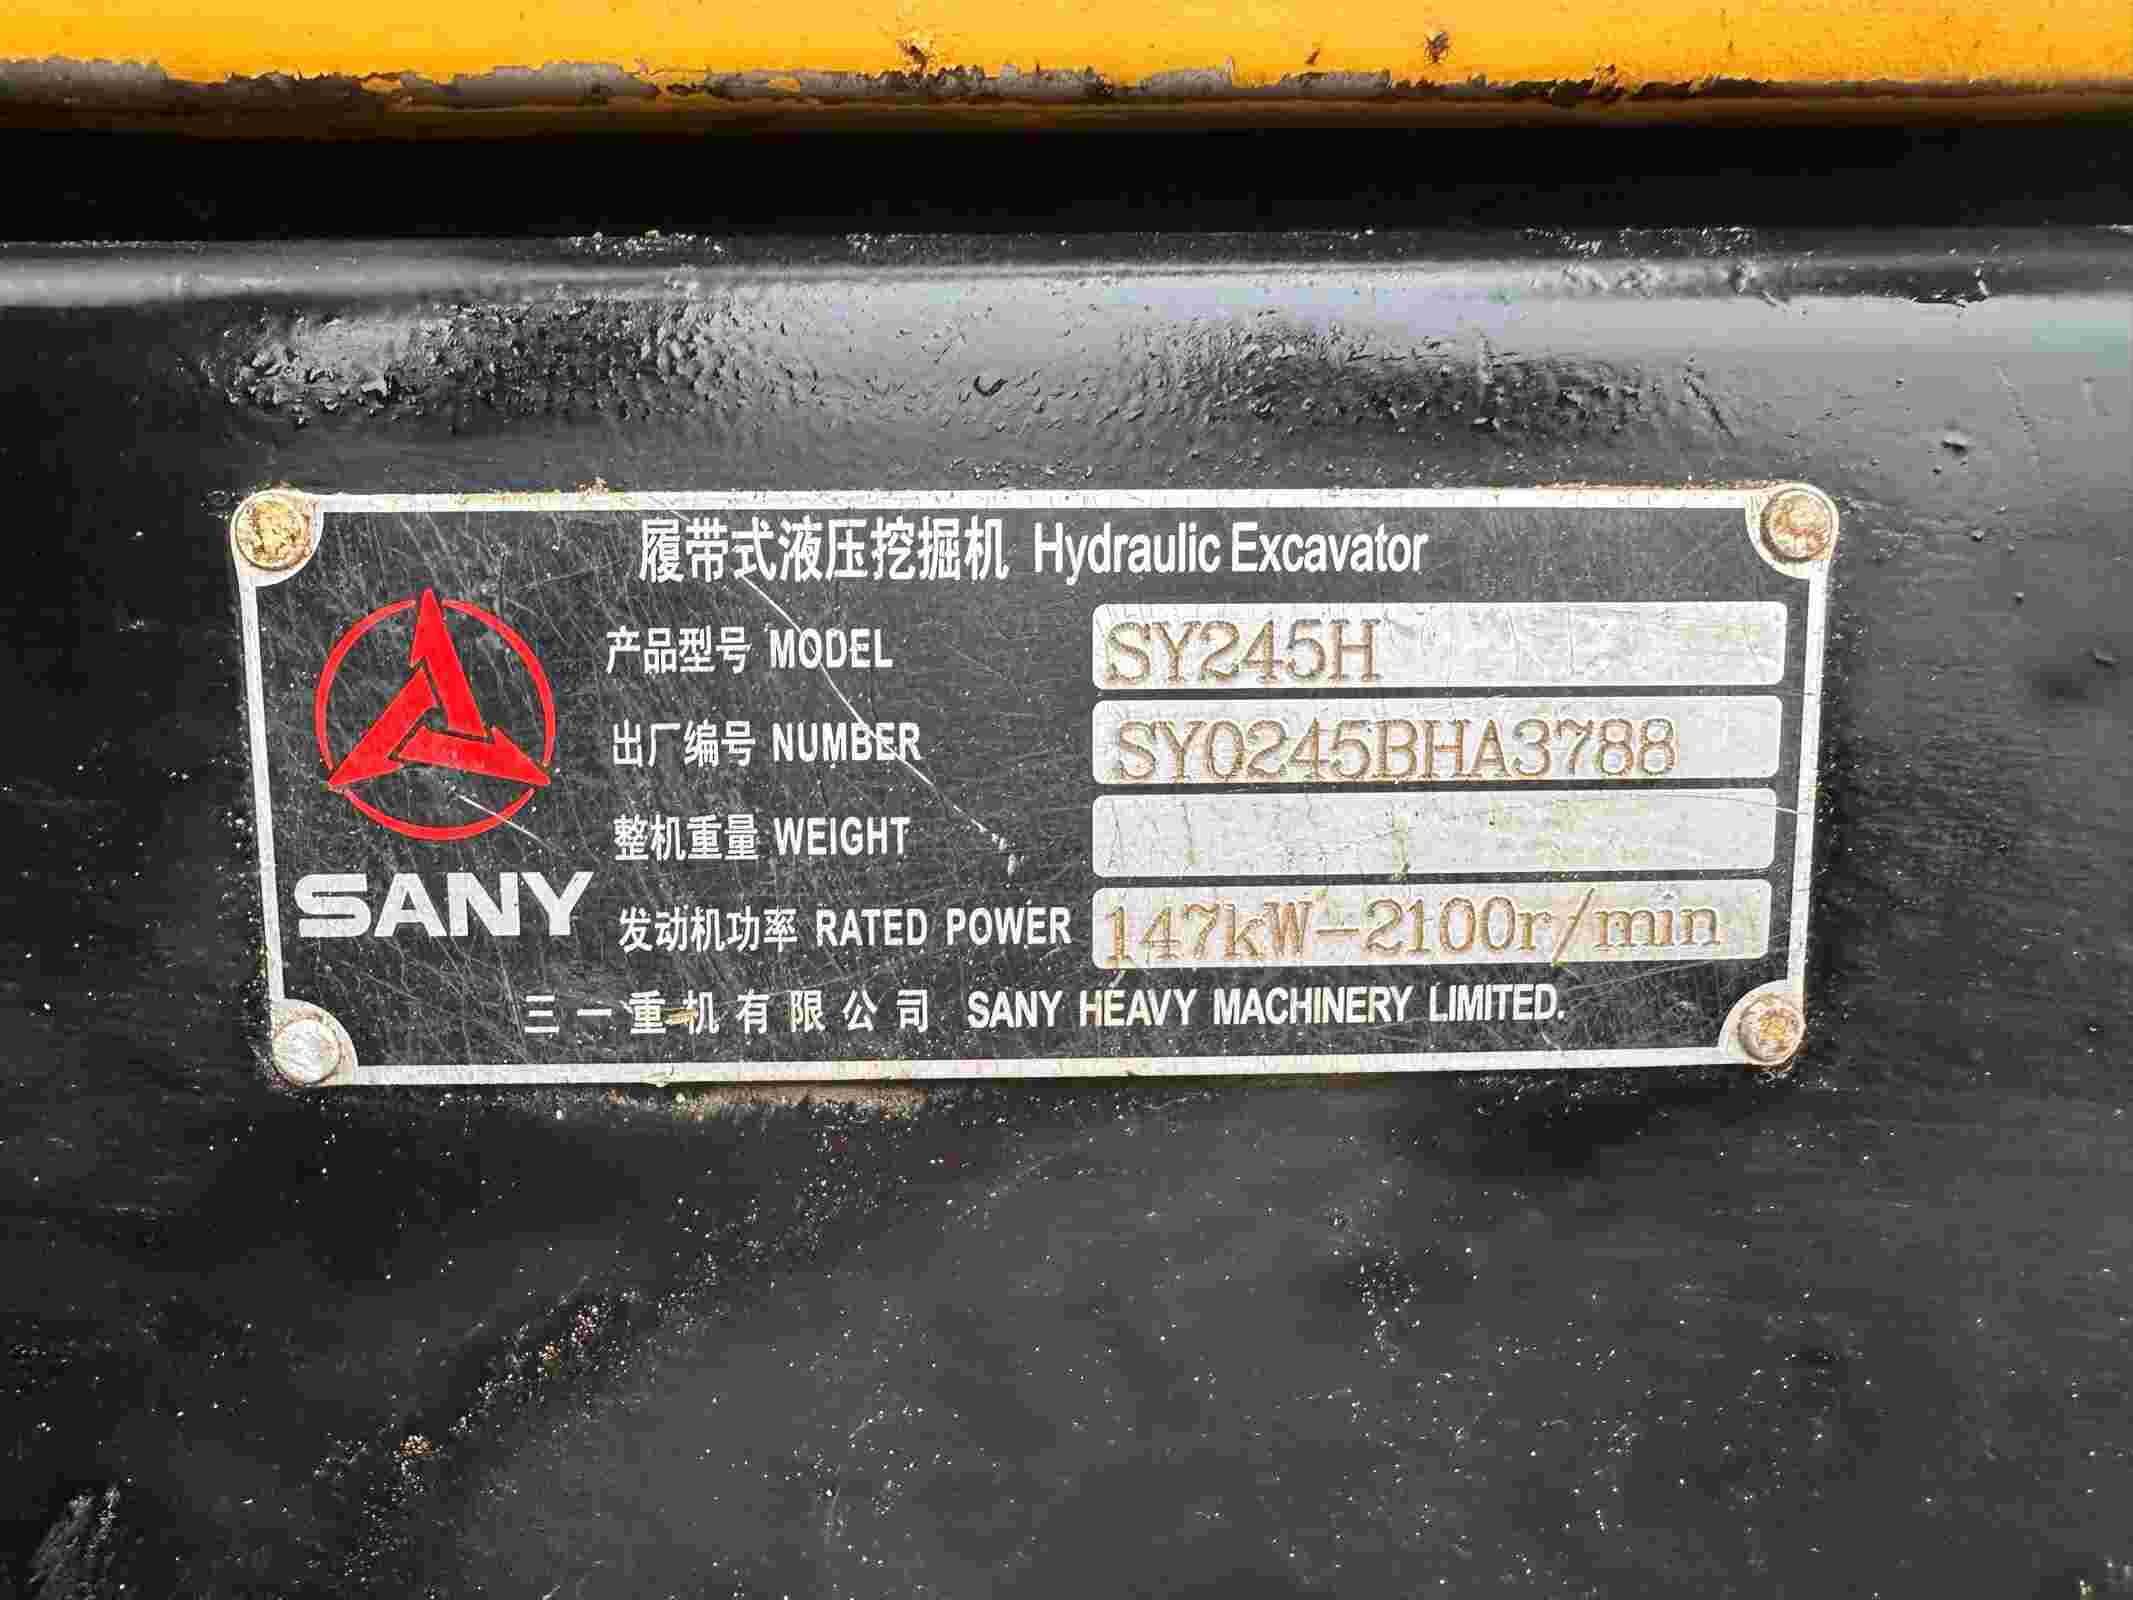 履带式液压挖掘机 Hydraulic Excavator
产品型号 MODEL SY245H
出厂编号 NUMBER SY0245BHA3788
整机重量 WEIGHT
发动机功率 RATED POWER 147kW-2100r/min
SANY
三一重机有限公司 SANY HEAVY MACHINERY LIMITED.